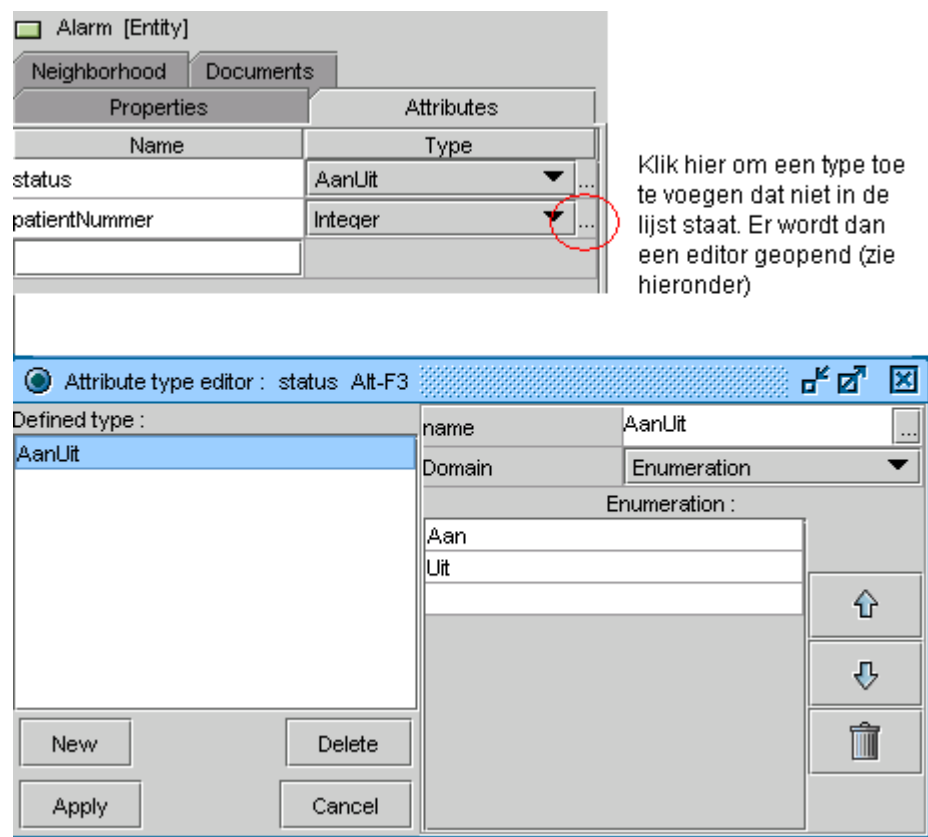 Alarm [Entity]
Neighborhood Documents
Properties Attributes
Name Type
status AanUit ...
patientNummer Integer ...
Klik hier om een type toe
te voegen dat niet in de
lijst staat. Er wordt dan
een editor geopend (zie
hieronder)
Attribute type editor : status Alt-F3
Defined type :
AanUit
name AanUit ...
Domain Enumeration
Enumeration :
Aan
Uit
New Delete
Apply Cancel